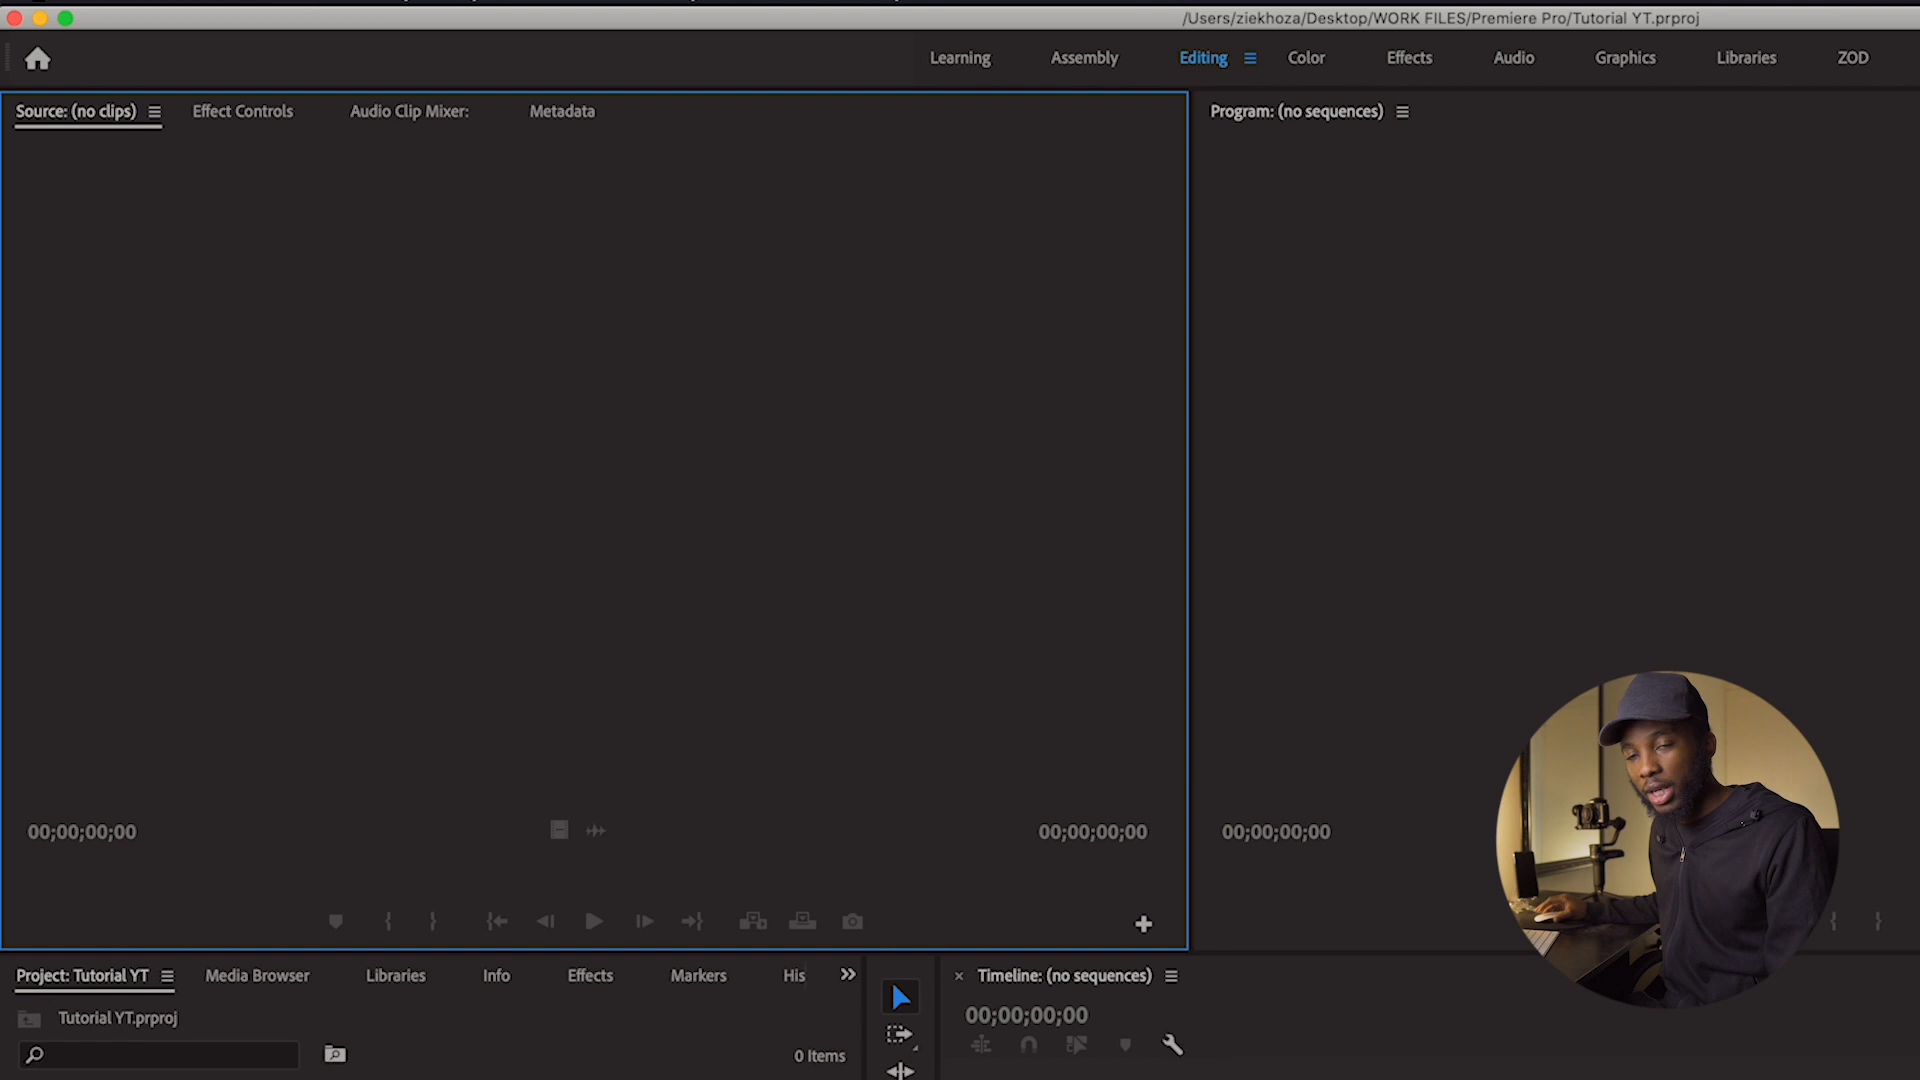 /Users/ziekhoza/Desktop/WORK FILES/Premiere Pro/Tutorial YT.prproj
Learning Assembly Editing Color Effects Audio Graphics Libraries ZOD
Source: (no clips) Effect Controls Audio Clip Mixer: Metadata
Program: (no sequences)
00;00;00;00 00;00;00;00
00;00;00;00
Project: Tutorial YT Media Browser Libraries Info Effects Markers His
Tutorial YT.prproj
0 Items
Timeline: (no sequences)
00;00;00;00